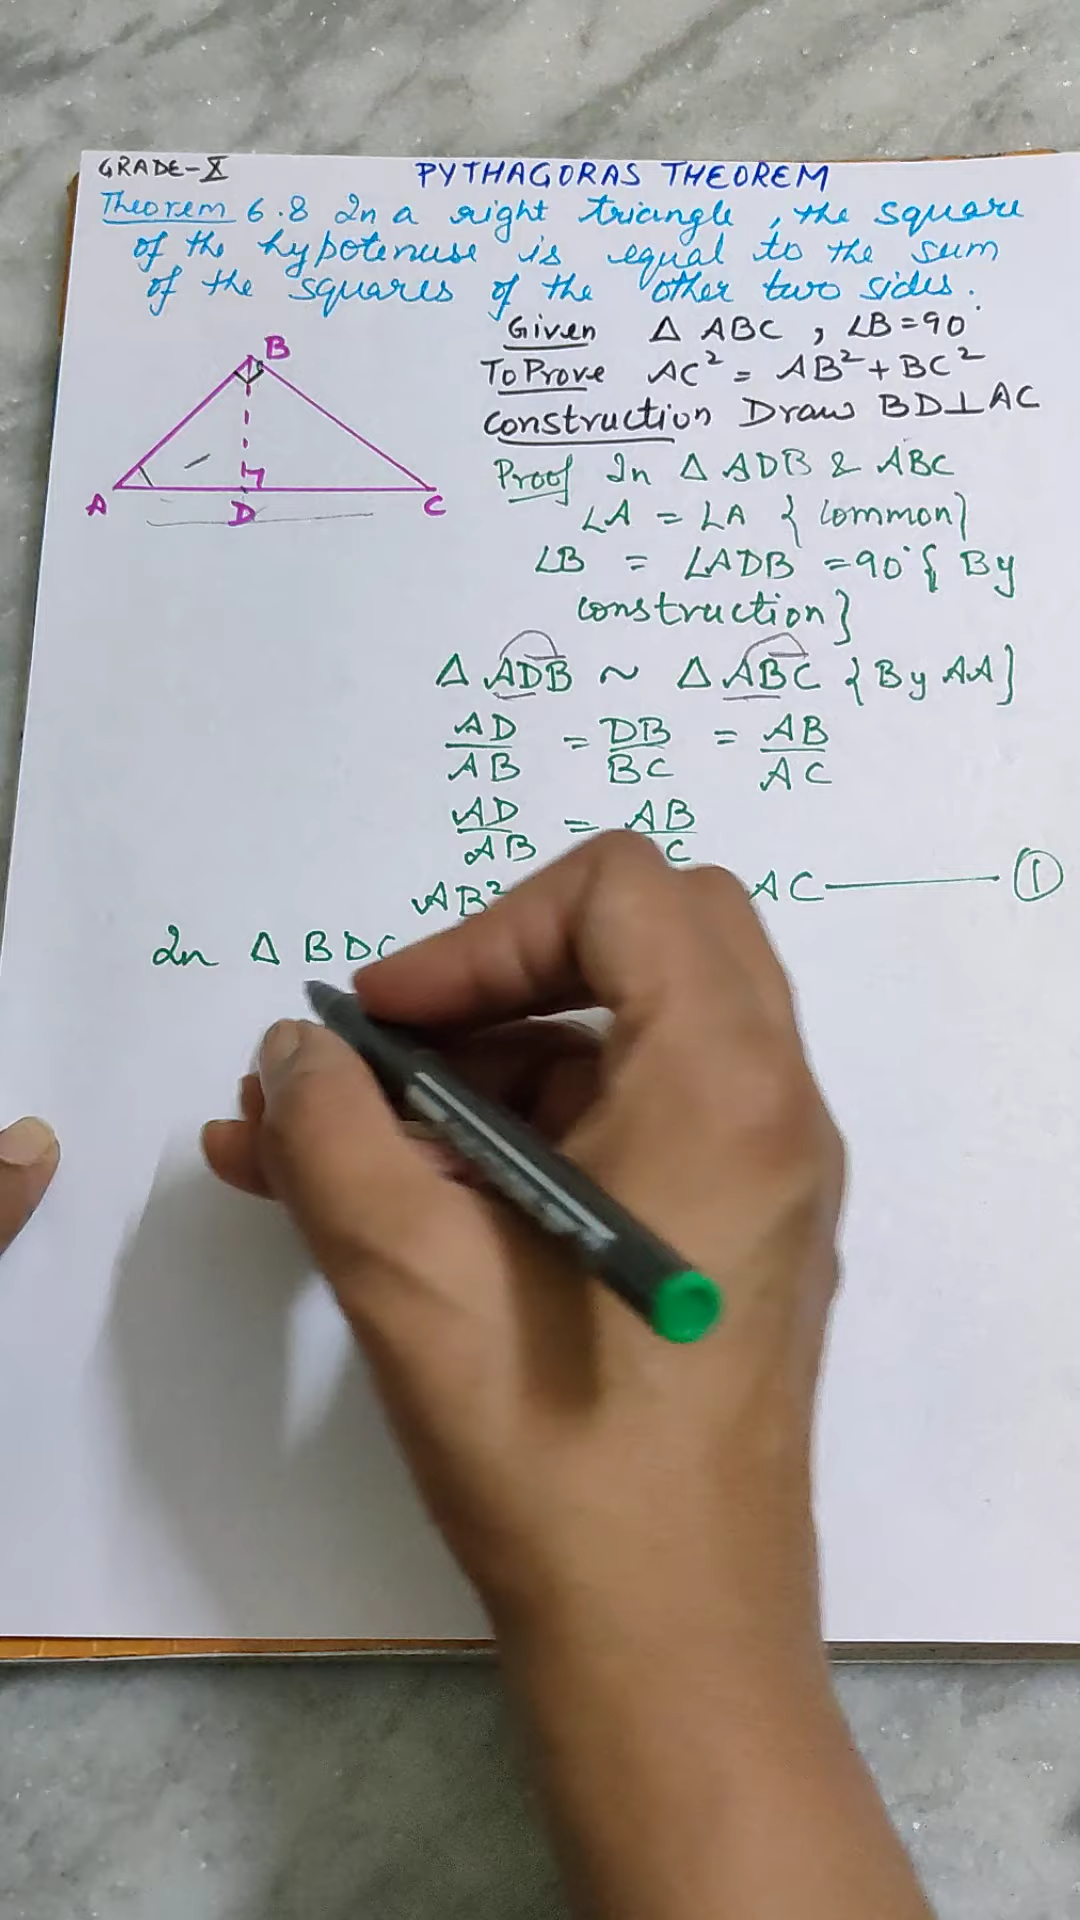 GRADE-X PYTHAGORAS THEOREM
Theorem 6.8 In a right triangle, the square
of the hypotenuse is equal to the sum
of the squares of the other two sides.
Given △ ABC, ∠B=90°
To Prove AC² = AB² + BC²
Construction Draw BD⊥AC
B
A
D
C
Proof In △ ADB & ABC
∠A = ∠A { common}
∠B = ∠ADB = 90° { By
construction}
△ ADB ~ △ ABC { By AA}
AD/AB = DB/BC = AB/AC
AD/AB = AB/ C
AB² AC ——— ①
In △ BDC